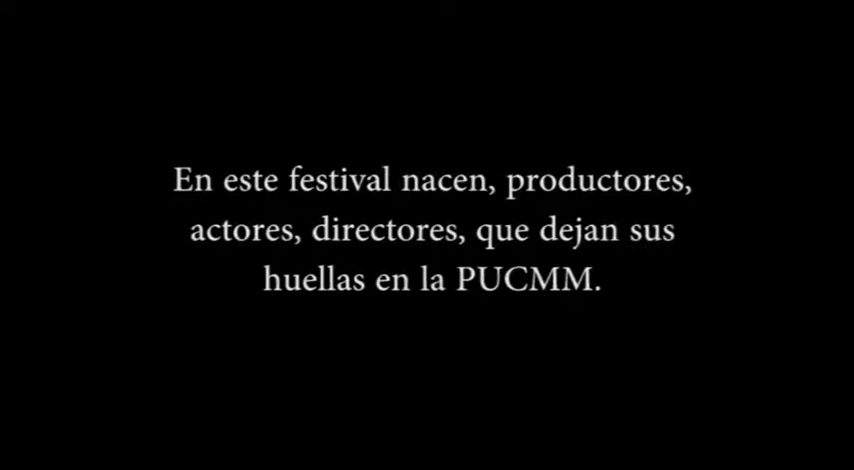 En este festival nacen, productores,
actores, directores, que dejan sus
huellas en la PUCMM.